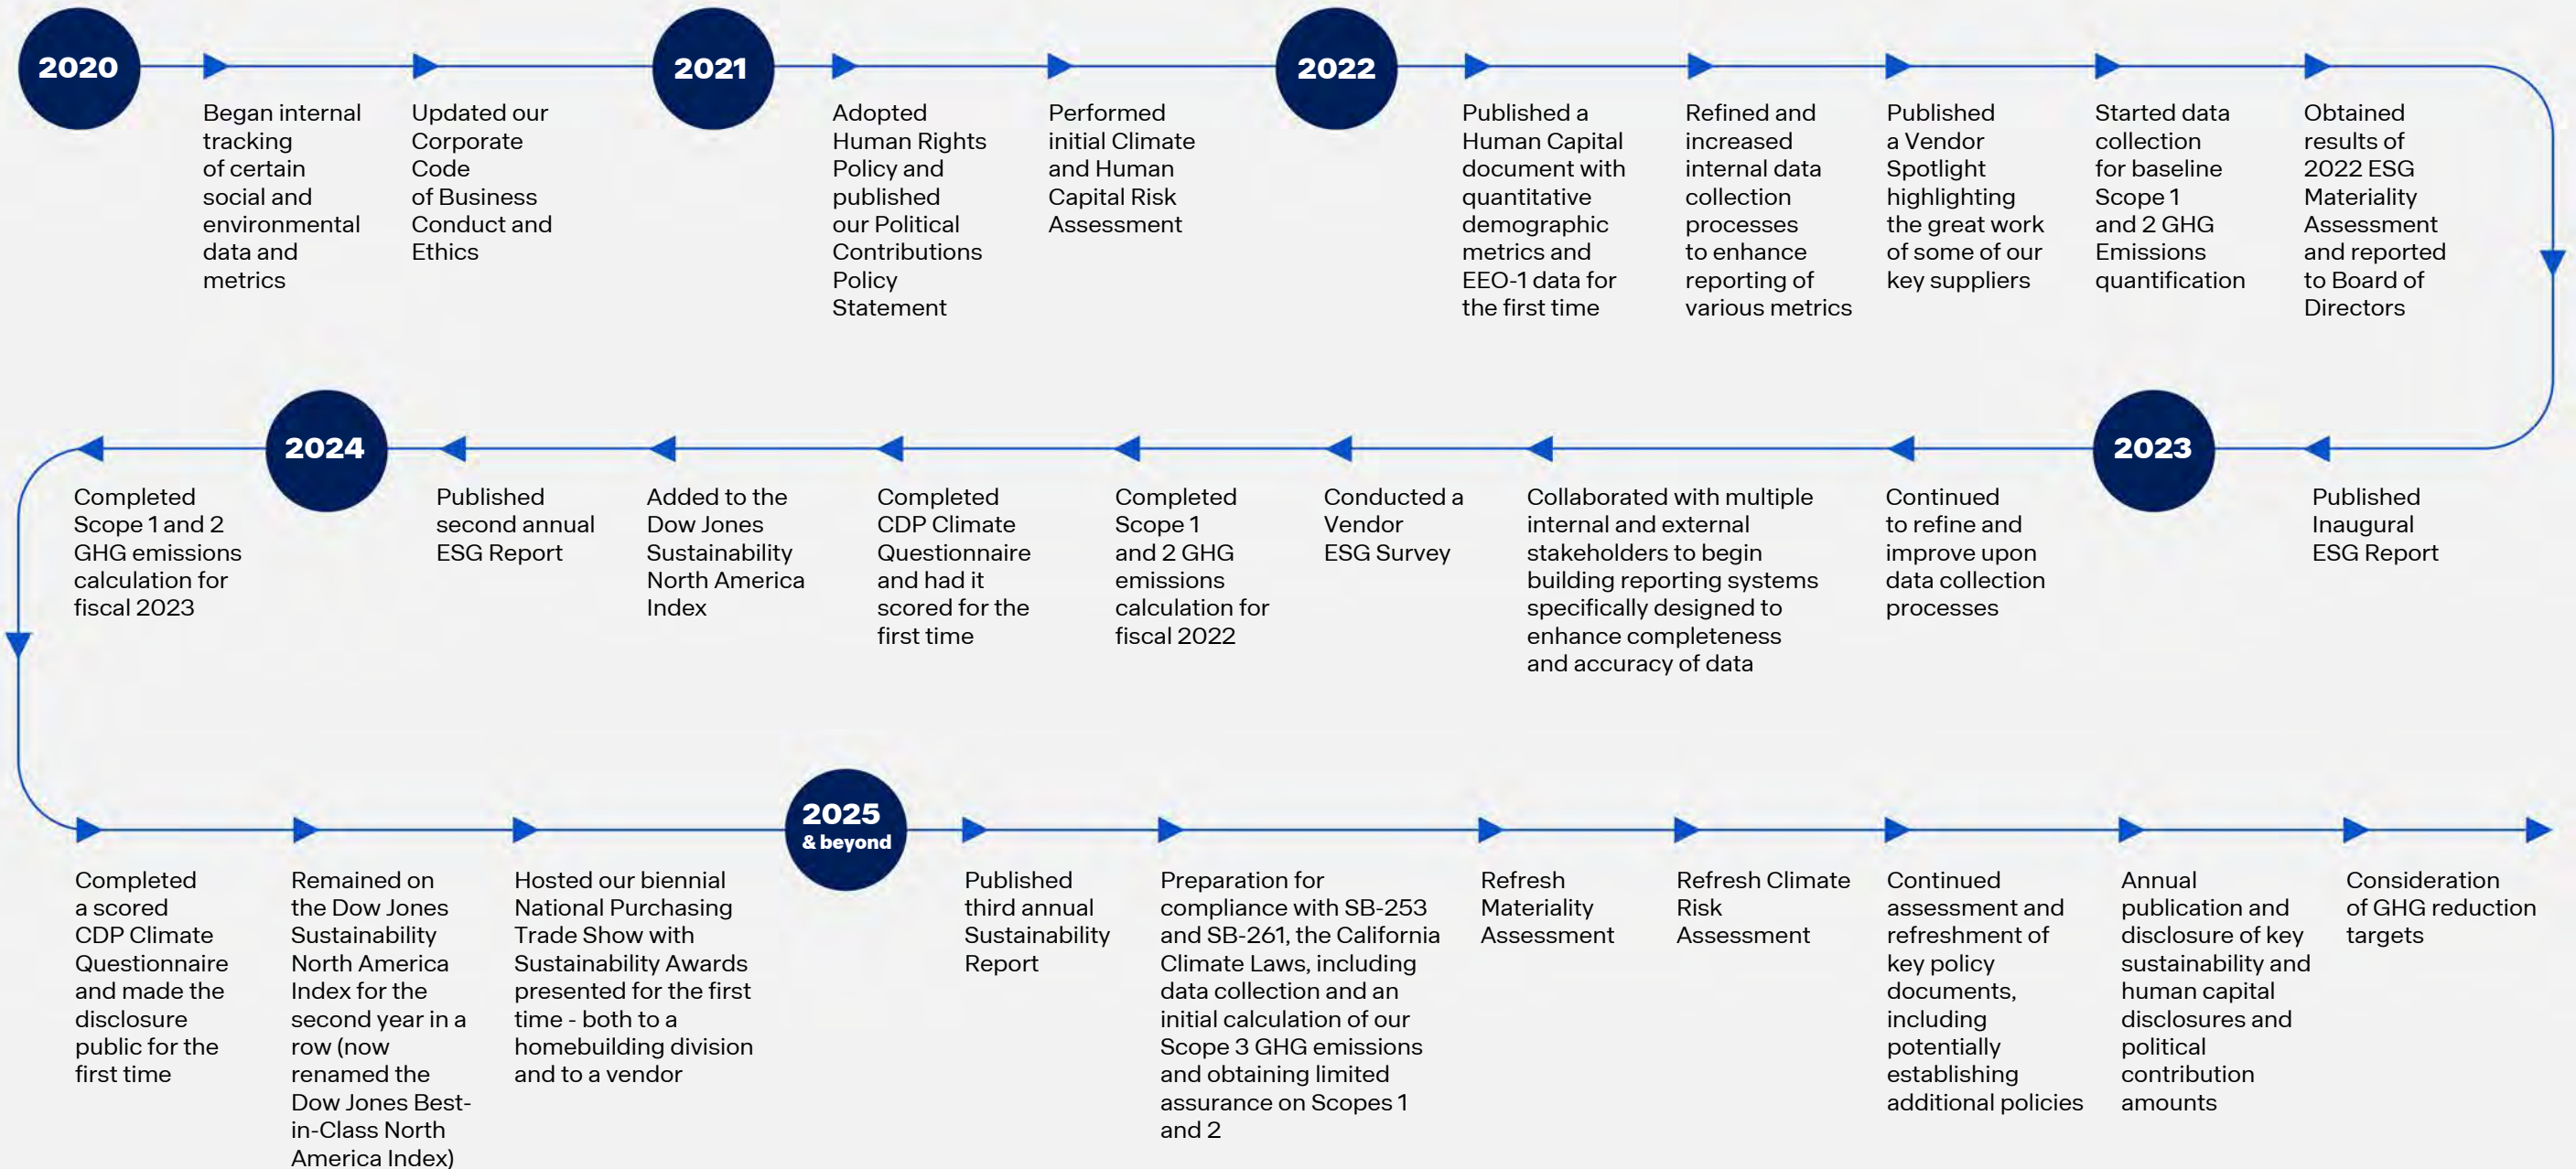 2020
Began internal
tracking
of certain
social and
environmental
data and
metrics
Updated our
Corporate
Code
of Business
Conduct and
Ethics
2021
Adopted
Human Rights
Policy and
published
our Political
Contributions
Policy
Statement
Performed
initial Climate
and Human
Capital Risk
Assessment
2022
Published a
Human Capital
document with
quantitative
demographic
metrics and
EEO-1 data for
the first time
Refined and
increased
internal data
collection
processes
to enhance
reporting of
various metrics
Published
a Vendor
Spotlight
highlighting
the great work
of some of our
key suppliers
Started data
collection
for baseline
Scope 1
and 2 GHG
Emissions
quantification
Obtained
results of
2022 ESG
Materiality
Assessment
and reported
to Board of
Directors
Published
Inaugural
ESG Report
2023
Continued
to refine and
improve upon
data collection
processes
Collaborated with multiple
internal and external
stakeholders to begin
building reporting systems
specifically designed to
enhance completeness
and accuracy of data
Conducted a
Vendor
ESG Survey
Completed
Scope 1
and 2 GHG
emissions
calculation for
fiscal 2022
Completed
CDP Climate
Questionnaire
and had it
scored for the
first time
Added to the
Dow Jones
Sustainability
North America
Index
Published
second annual
ESG Report
2024
Completed
Scope 1 and 2
GHG emissions
calculation for
fiscal 2023
Completed
a scored
CDP Climate
Questionnaire
and made the
disclosure
public for the
first time
Remained on
the Dow Jones
Sustainability
North America
Index for the
second year in a
row (now
renamed the
Dow Jones Best-
in-Class North
America Index)
Hosted our biennial
National Purchasing
Trade Show with
Sustainability Awards
presented for the first
time - both to a
homebuilding division
and to a vendor
2025
& beyond
Published
third annual
Sustainability
Report
Preparation for
compliance with SB-253
and SB-261, the California
Climate Laws, including
data collection and an
initial calculation of our
Scope 3 GHG emissions
and obtaining limited
assurance on Scopes 1
and 2
Refresh
Materiality
Assessment
Refresh Climate
Risk
Assessment
Continued
assessment and
refreshment of
key policy
documents,
including
potentially
establishing
additional policies
Annual
publication and
disclosure of key
sustainability and
human capital
disclosures and
political
contribution
amounts
Consideration
of GHG reduction
targets